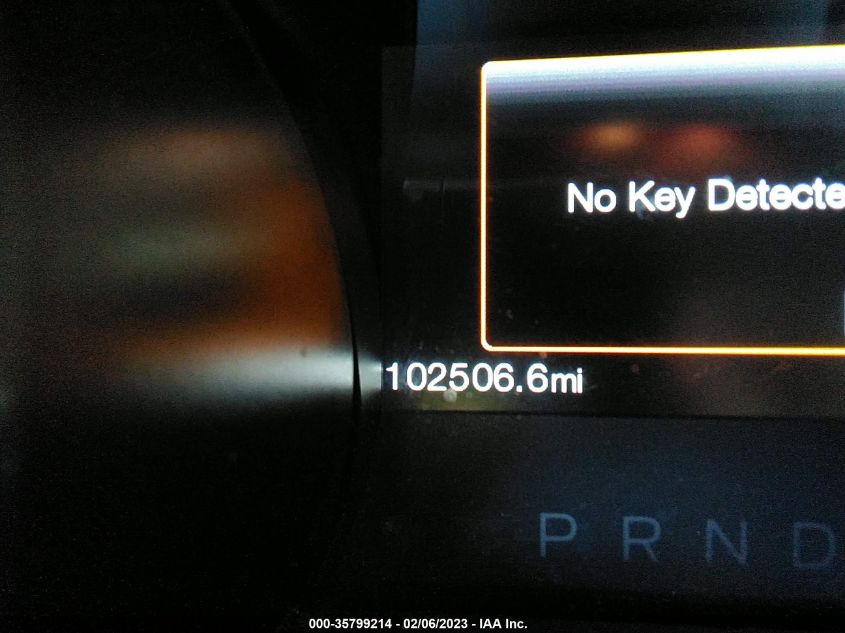 No Key Detecte
102506.6mi
P R N D
000-35799214 - 02/06/2023 - IAA Inc.